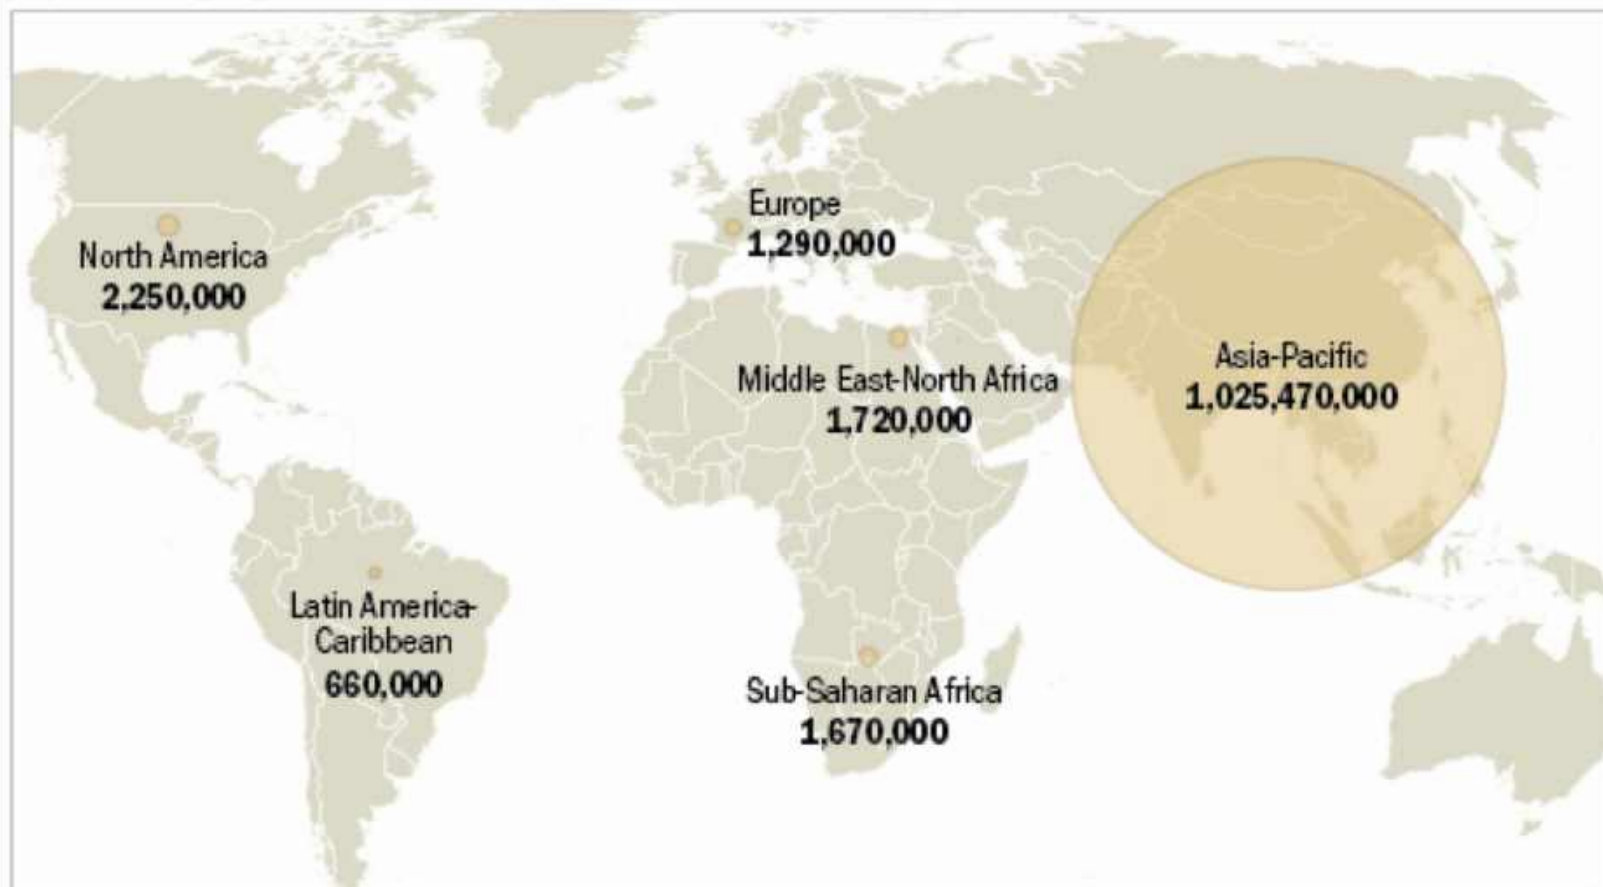 Europe
1,290,000
North America
2,250,000
Asia-Pacific
1,025,470,000
Middle East-North Africa
1,720,000
Latin America-
Caribbean
660,000
Sub-Saharan Africa
1,670,000